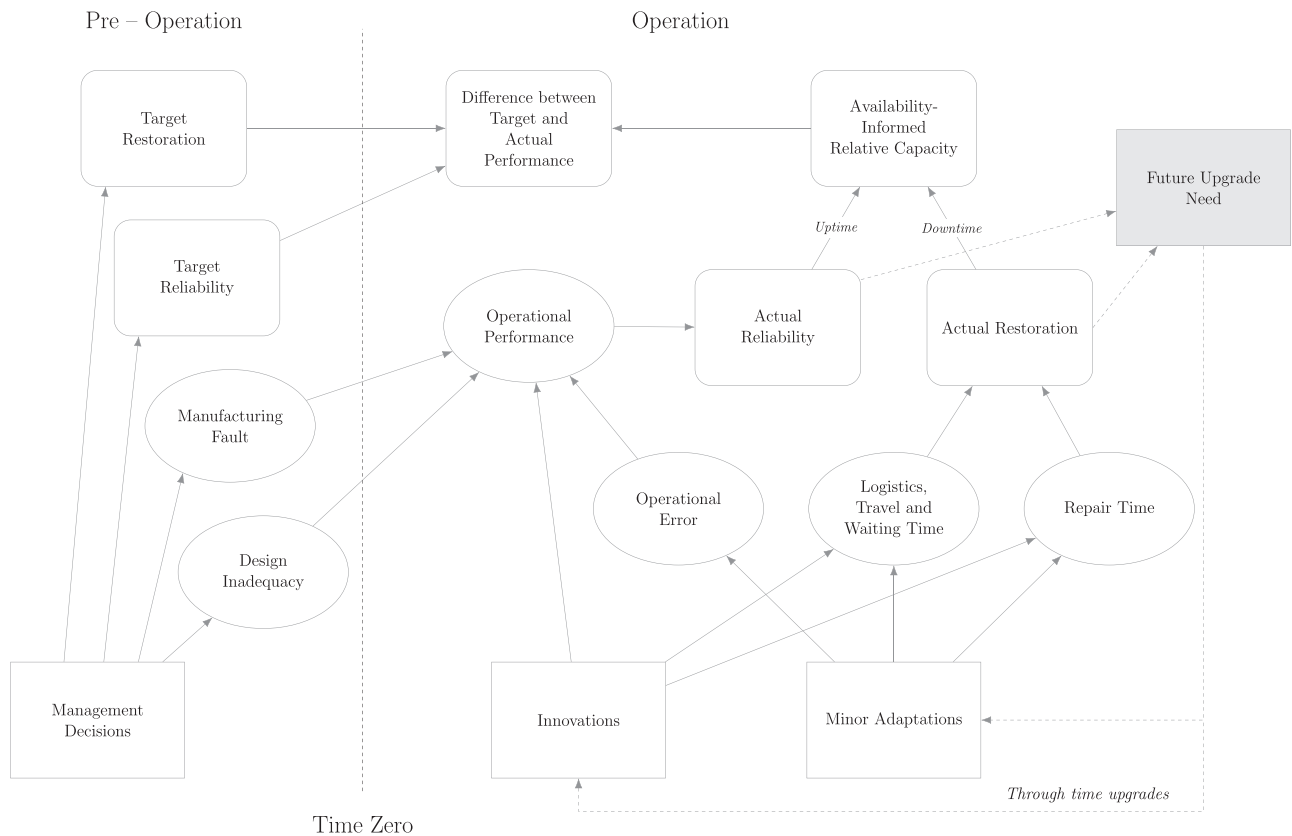 Pre – Operation
Operation
Target
Restoration
Difference between
Target and
Actual
Performance
Availability-
Informed
Relative Capacity
Future Upgrade
Need
Uptime
Downtime
Target
Reliability
Operational
Performance
Actual
Reliability
Actual Restoration
Manufacturing
Fault
Operational
Error
Logistics,
Travel and
Waiting Time
Repair Time
Design
Inadequacy
Management
Decisions
Innovations
Minor Adaptations
Through time upgrades
Time Zero